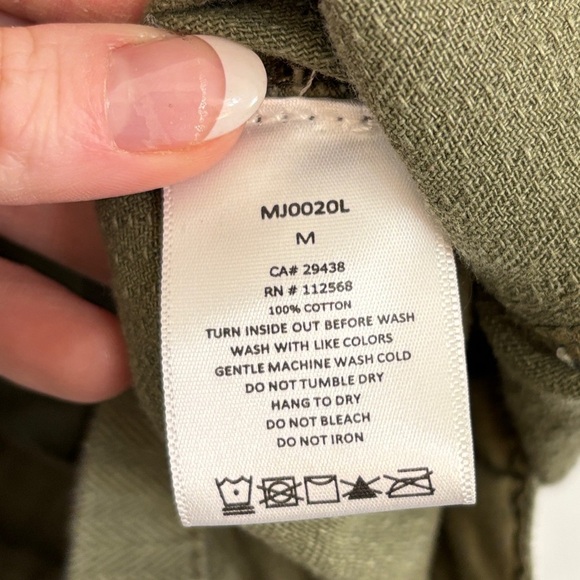 MJ0020L
M
CA# 29438
RN # 112568
100% COTTON
TURN INSIDE OUT BEFORE WASH
WASH WITH LIKE COLORS
GENTLE MACHINE WASH COLD
DO NOT TUMBLE DRY
HANG TO DRY
DO NOT BLEACH
DO NOT IRON